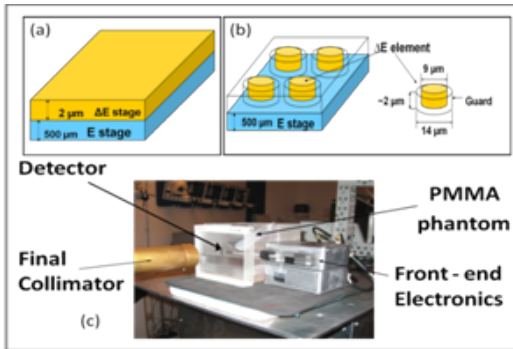 (a)
2 µm ΔE stage
500 µm E stage
(b)
ΔE element
9 µm
~2 µm
Guard
14 µm
500 µm E stage
Detector
PMMA
phantom
Final
Collimator
Front - end
Electronics
(c)